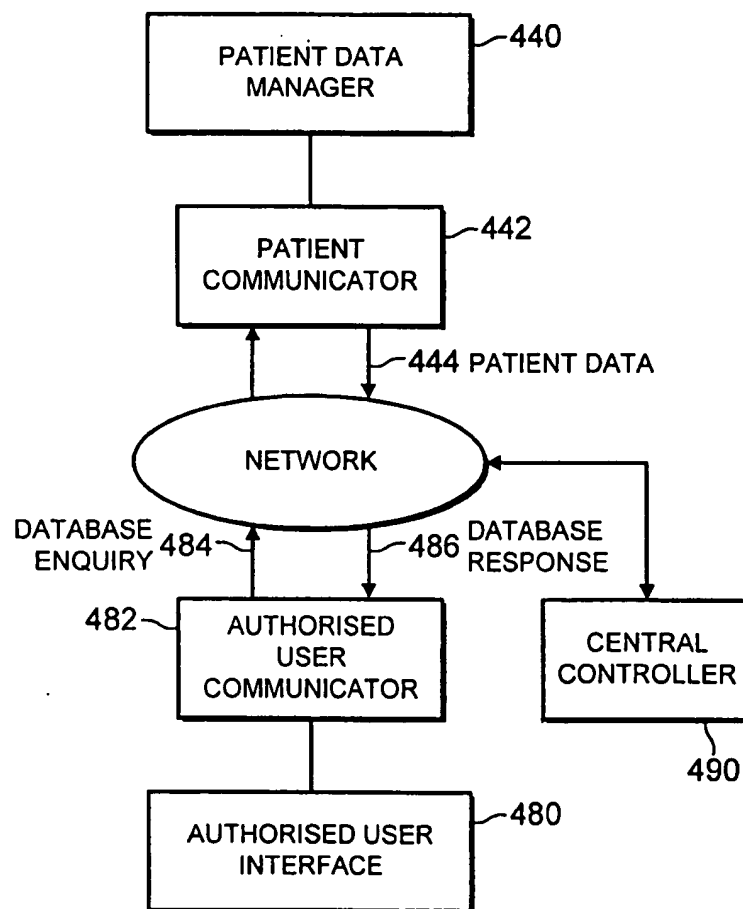 PATIENT DATA
MANAGER
440
PATIENT
COMMUNICATOR
442
444 PATIENT DATA
NETWORK
DATABASE
ENQUIRY 484
486 DATABASE
RESPONSE
482
AUTHORISED
USER
COMMUNICATOR
CENTRAL
CONTROLLER
490
480
AUTHORISED USER
INTERFACE